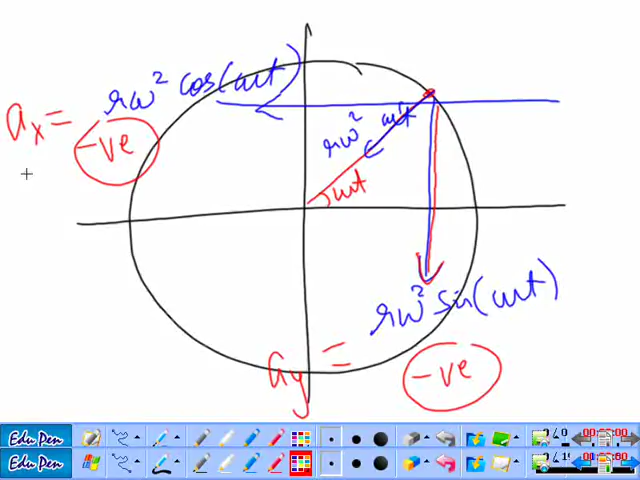 rω² cos(ωt)
ax =
-ve
rω² ωt
ωt
rω² sin(ωt)
ay =
-ve
Edu Pen
Edu Pen